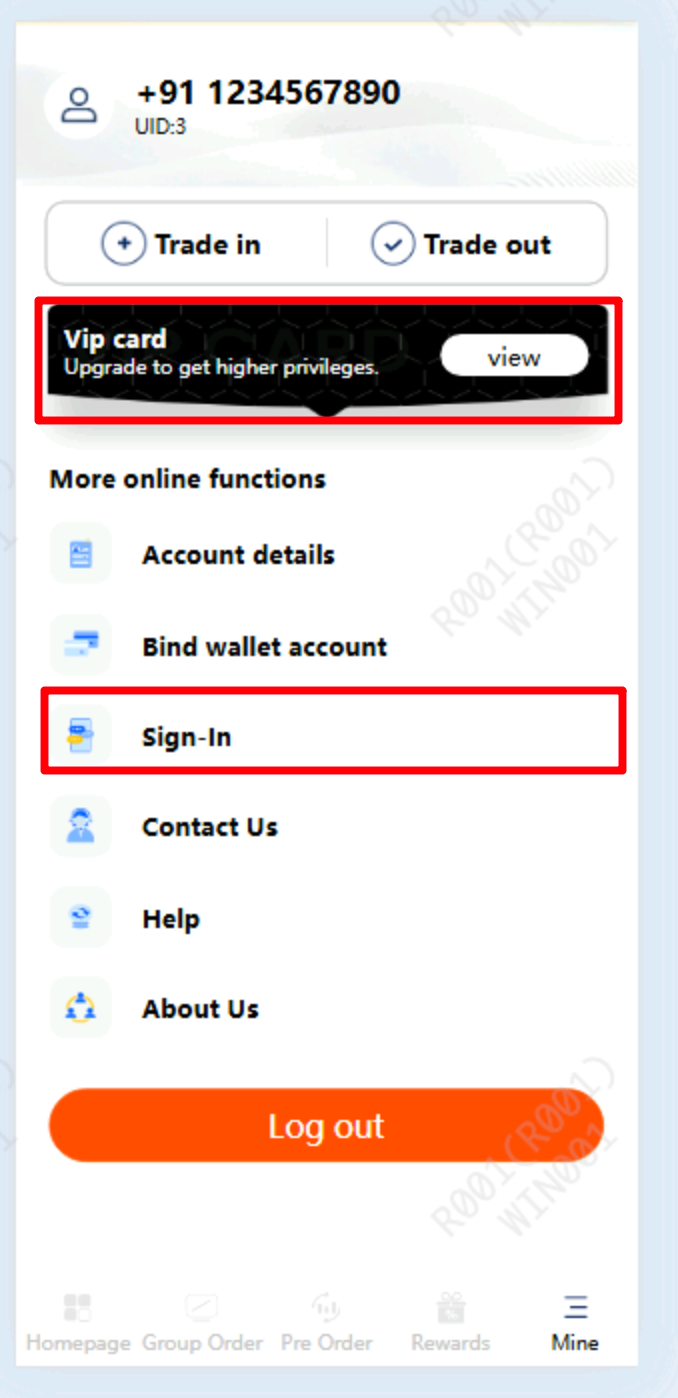 +91 1234567890
UID:3
Trade in
Trade out
Vip card
Upgrade to get higher privileges.
view
More online functions
Account details
Bind wallet account
Sign-In
R001(R001)
WIN001
Contact Us
Help
About Us
Log out
R001(R001)
WIN001
Homepage
Group Order
Pre Order
Rewards
Mine